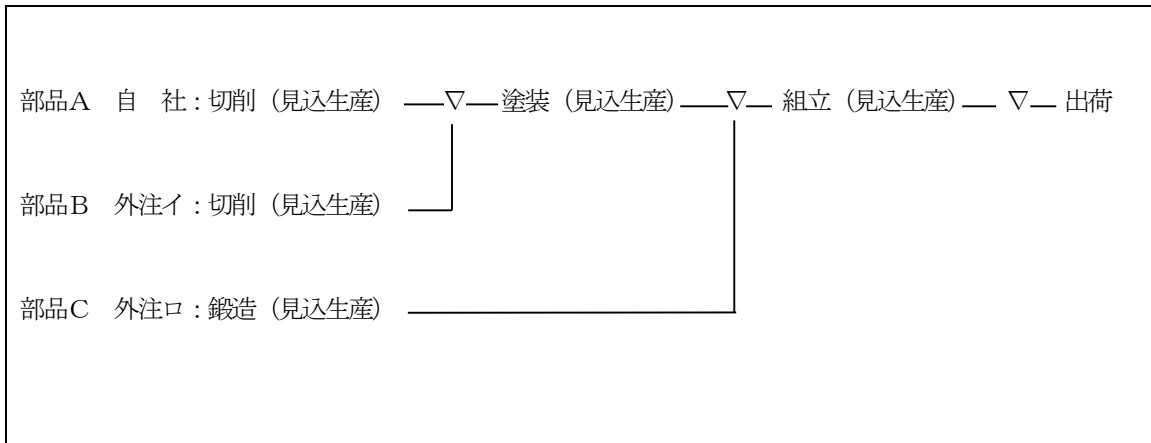 部品Ａ　自　社：切削（見込生産）　▽　塗装（見込生産）　▽　組立（見込生産）　▽　出荷
部品Ｂ　外注イ：切削（見込生産）
部品Ｃ　外注ロ：鍛造（見込生産）